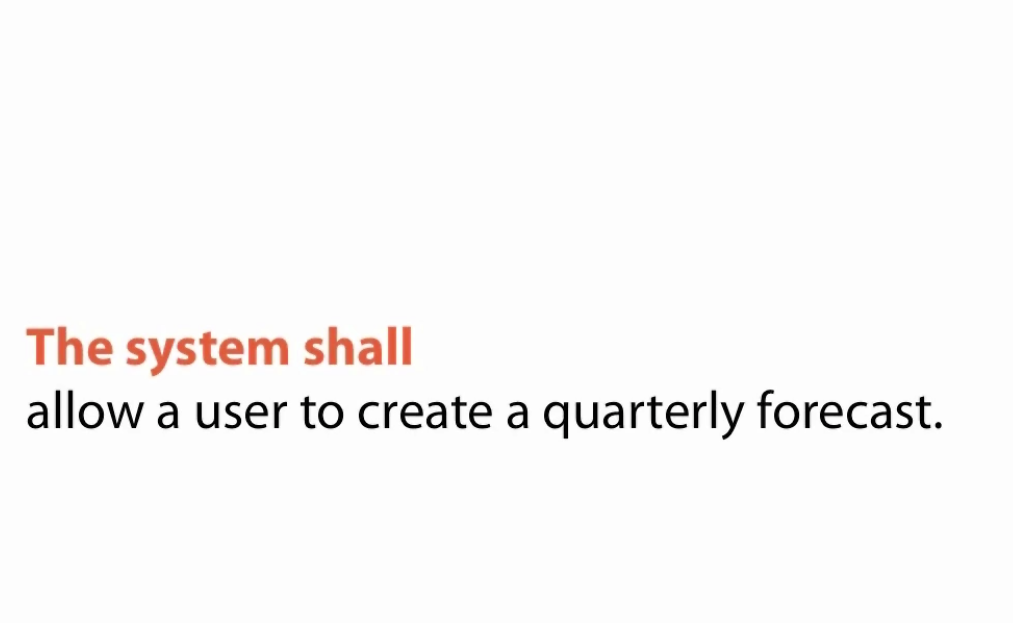 The system shall
allow a user to create a quarterly forecast.